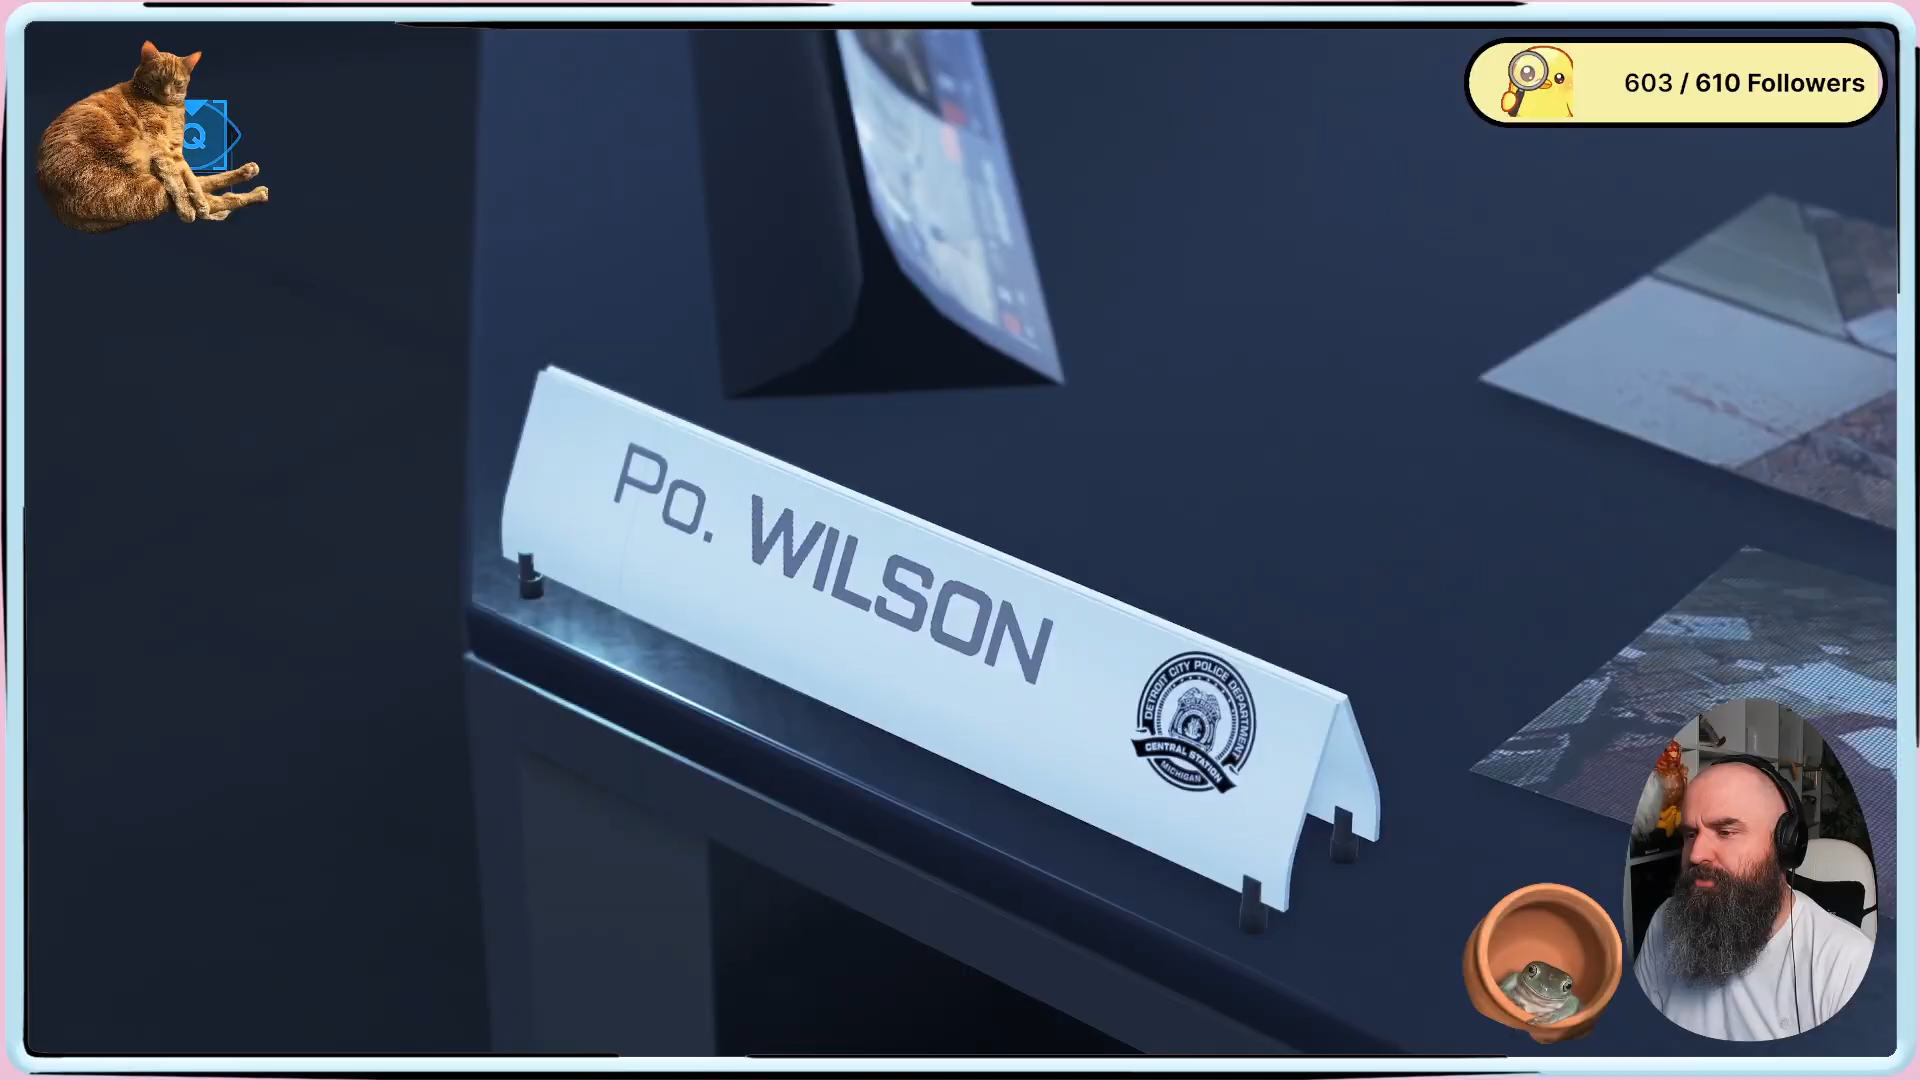 Q
603 / 610 Followers
Po. WILSON
DETROIT CITY POLICE DEPARTMENT
CENTRAL STATION
MICHIGAN